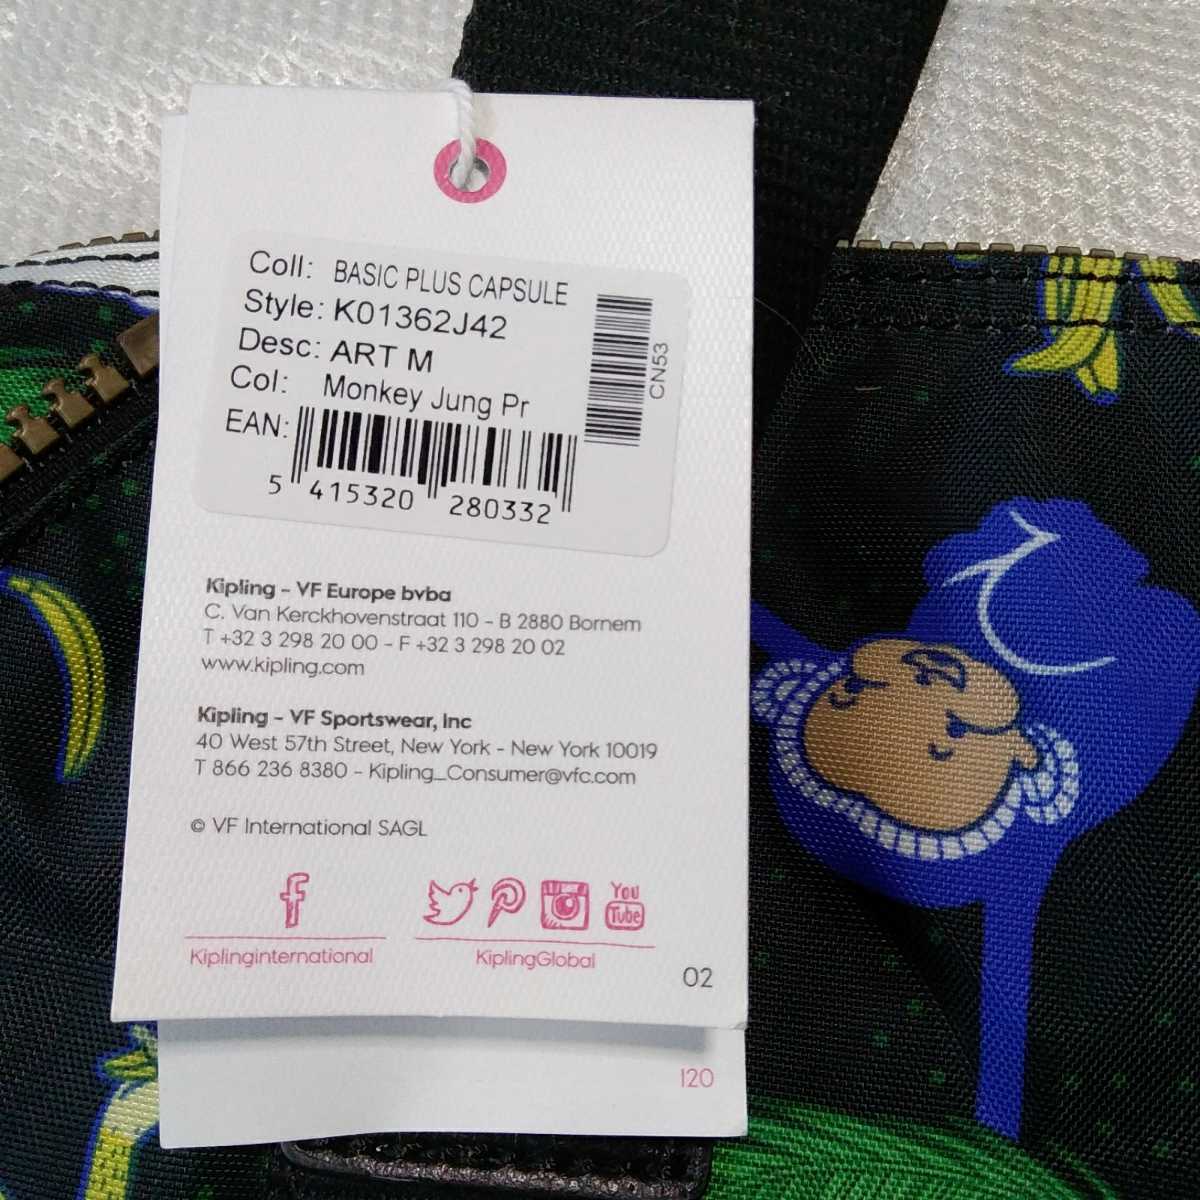 Coll: BASIC PLUS CAPSULE
Style: K01362J42
Desc: ART M
Col: Monkey Jung Pr
EAN:
5 415320 280332
CN53
Kipling - VF Europe bvba
C. Van Kerckhovenstraat 110 - B 2880 Bornem
T +32 3 298 20 00 - F +32 3 298 20 02
www.kipling.com
Kipling - VF Sportswear, Inc
40 West 57th Street, New York - New York 10019
T 866 236 8380 - Kipling_Consumer@vfc.com
© VF International SAGL
You
Tube
Kiplinginternational
KiplingGlobal
02
120